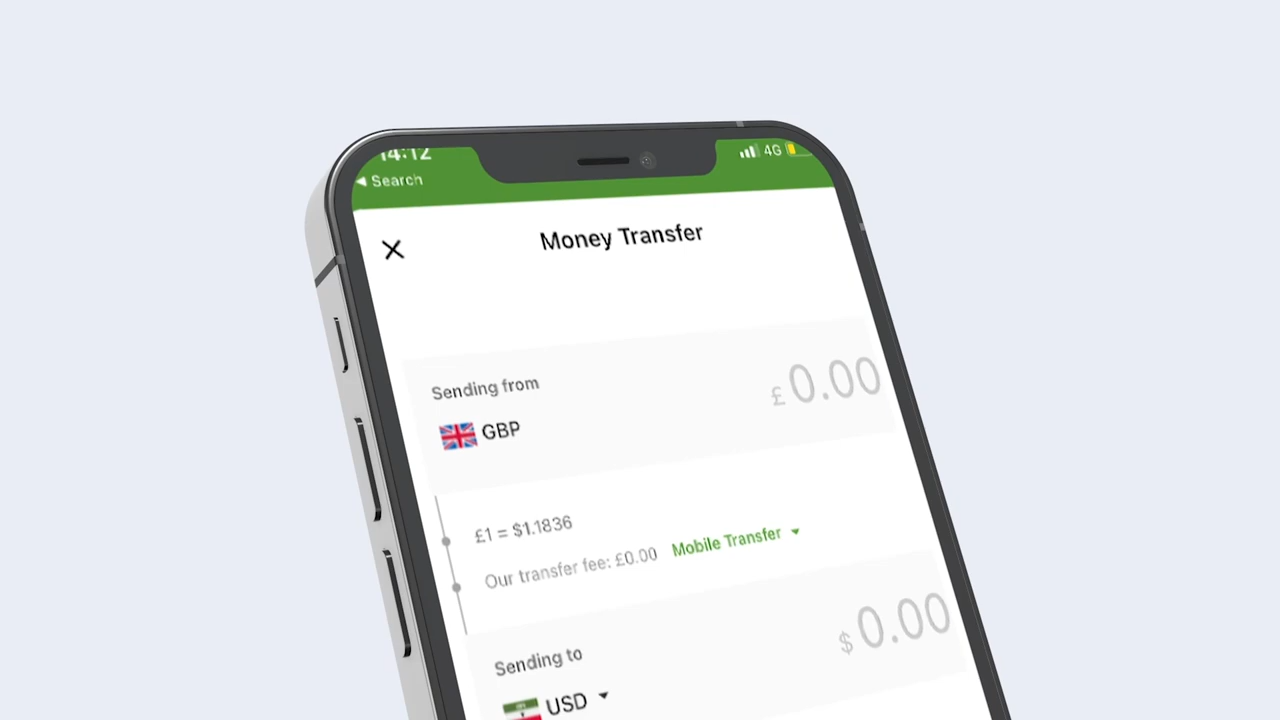 14:12
4G
Search
Money Transfer
Sending from
£0.00
GBP
£1 = $1.1836
Our transfer fee: £0.00 Mobile Transfer
Sending to
$0.00
USD